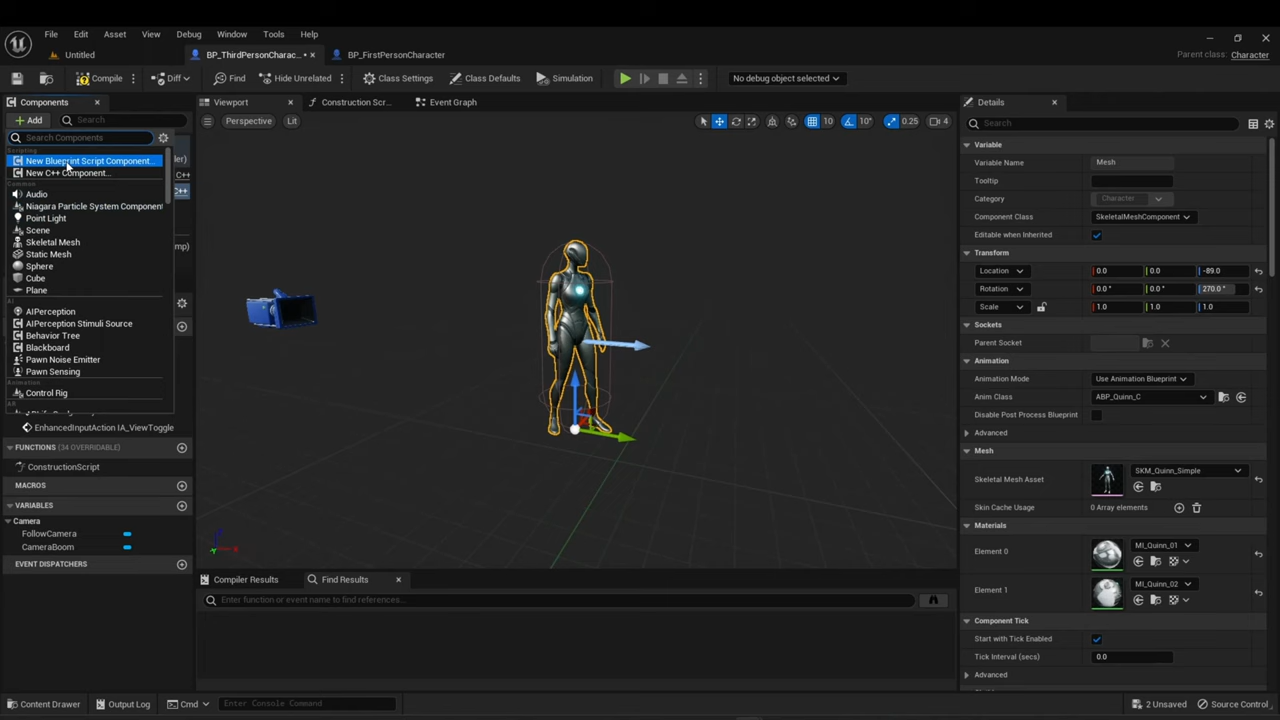 File Edit Asset View Debug Window Tools Help
Untitled
BP_ThirdPersonCharac...
BP_FirstPersonCharacter
Parent class: Character
Compile
Diff
Find
Hide Unrelated
Class Settings
Class Defaults
Simulation
No debug object selected
Components
Add
Search
Search Components
Scripting
New Blueprint Script Component...
New C++ Component...
Common
Audio
Niagara Particle System Component
Point Light
Scene
Skeletal Mesh
Static Mesh
Sphere
Cube
Plane
AI
AIPerception
AIPerception Stimuli Source
Behavior Tree
Blackboard
Pawn Noise Emitter
Pawn Sensing
Animation
Control Rig
C++
EnhancedInputAction IA_ViewToggle
FUNCTIONS (34 OVERRIDABLE)
ConstructionScript
MACROS
VARIABLES
Camera
FollowCamera
CameraBoom
EVENT DISPATCHERS
Viewport
Construction Scr...
Event Graph
Perspective
Lit
10
10°
0.25
4
Compiler Results
Find Results
Enter function or event name to find references...
Details
Search
Variable
Variable Name Mesh
Tooltip
Category Character
Component Class SkeletalMeshComponent
Editable when Inherited
Transform
Location 0.0 0.0 -89.0
Rotation 0.0 ° 0.0 ° 270.0 °
Scale 1.0 1.0 1.0
Sockets
Parent Socket
Animation
Animation Mode Use Animation Blueprint
Anim Class ABP_Quinn_C
Disable Post Process Blueprint
Advanced
Mesh
Skeletal Mesh Asset SKM_Quinn_Simple
Skin Cache Usage 0 Array elements
Materials
Element 0 MI_Quinn_01
Element 1 MI_Quinn_02
Component Tick
Start with Tick Enabled
Tick Interval (secs) 0.0
Advanced
Content Drawer
Output Log
Cmd
Enter Console Command
2 Unsaved
Source Control